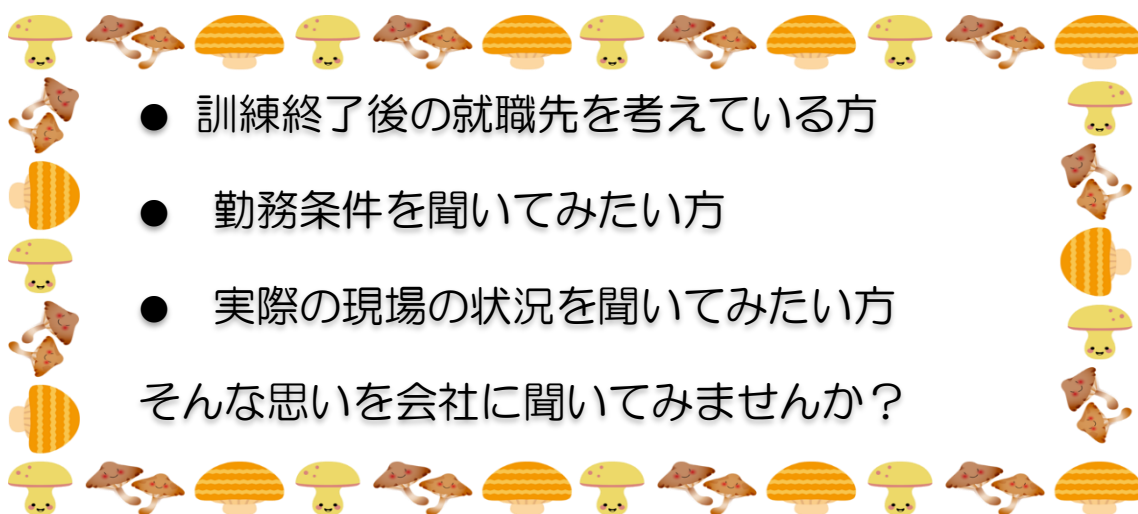 ● 訓練終了後の就職先を考えている方
● 勤務条件を聞いてみたい方
● 実際の現場の状況を聞いてみたい方
そんな思いを会社に聞いてみませんか？